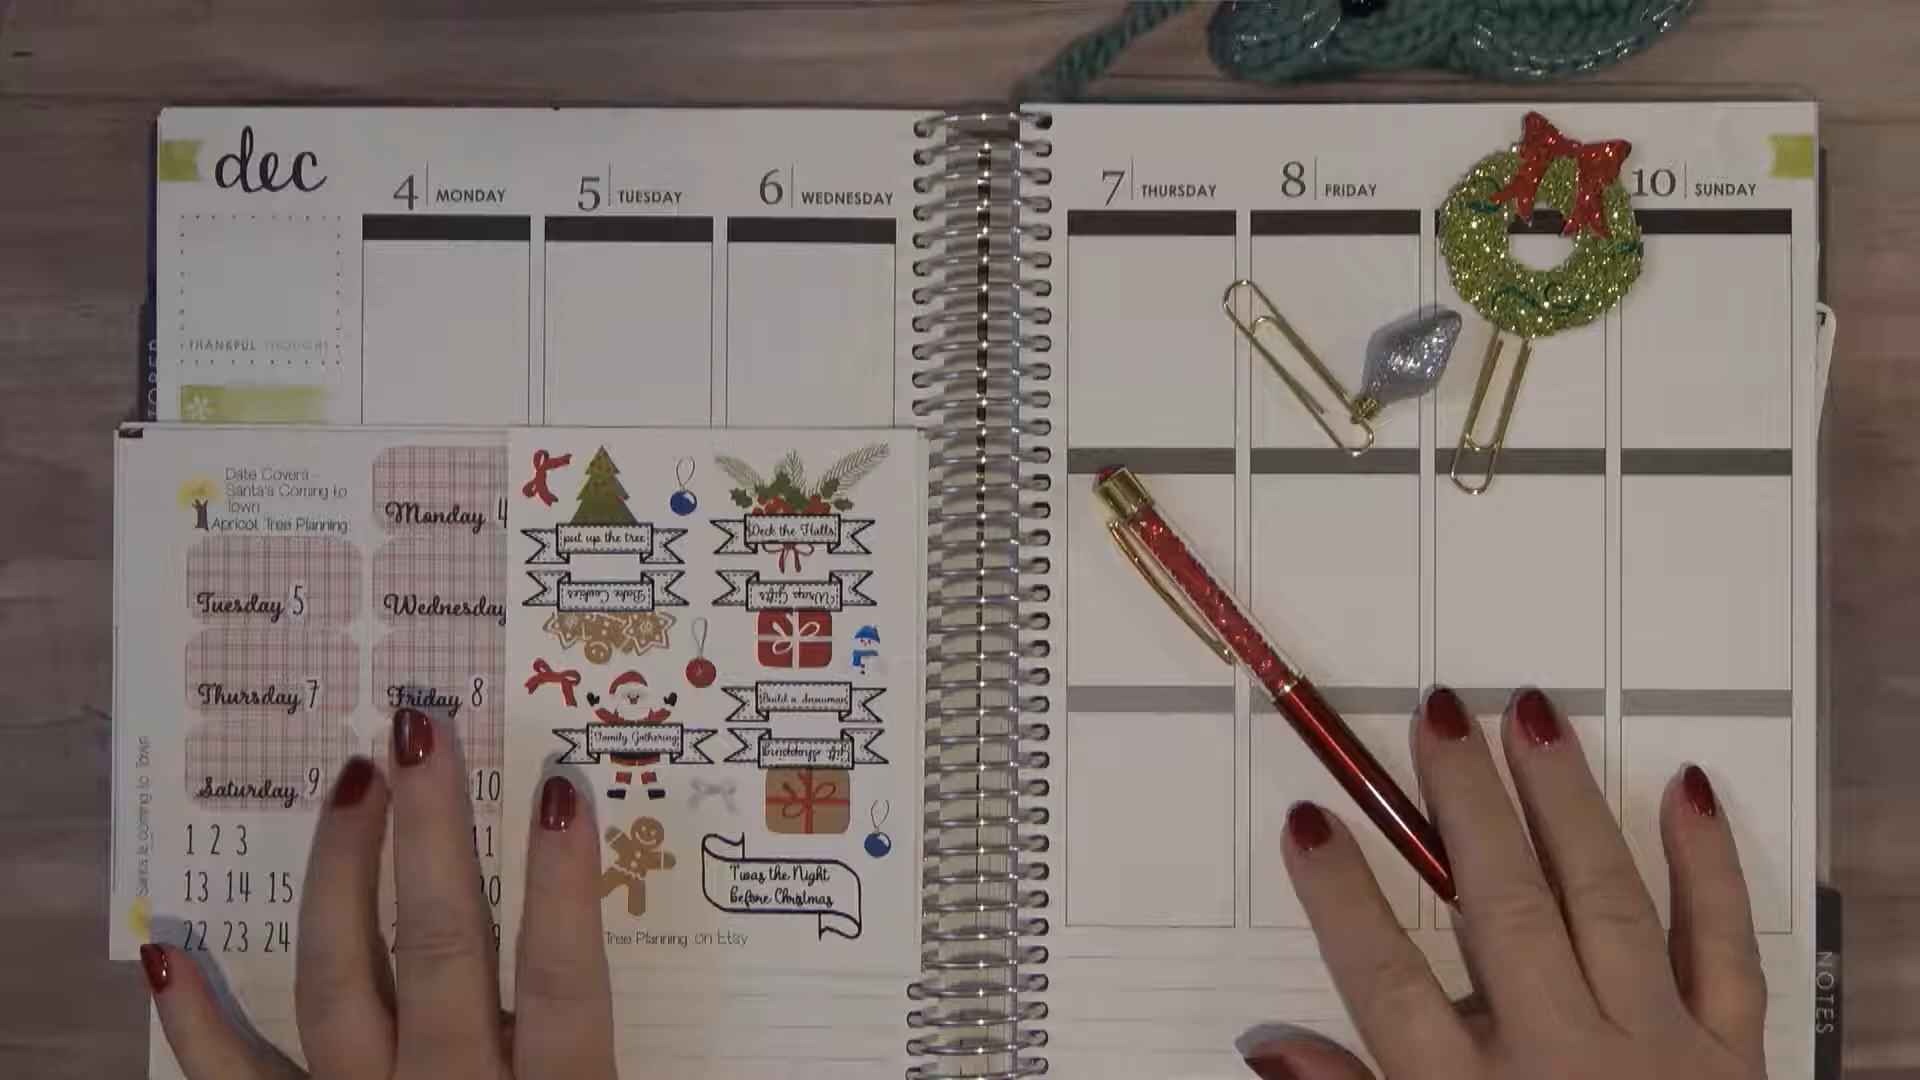 dec
4 MONDAY
5 TUESDAY
6 WEDNESDAY
7 THURSDAY
8 FRIDAY
10 SUNDAY
THANKFUL THOUGHT
Date Covers -
Santa's Coming to
Town
Apricot Tree Planning
Monday 4
Tuesday 5
Wednesday
Thursday 7
Friday 8
Saturday 9
10
1 2 3
11
13 14 15
22 23 24
Santa is coming to Town
put up the tree
Deck the Halls
Bake Cookies
Wrap Gifts
Build a Snowman
Family Gathering
gift shopping
'Twas the Night
Before Christmas
Tree Planning on Etsy
NOTES